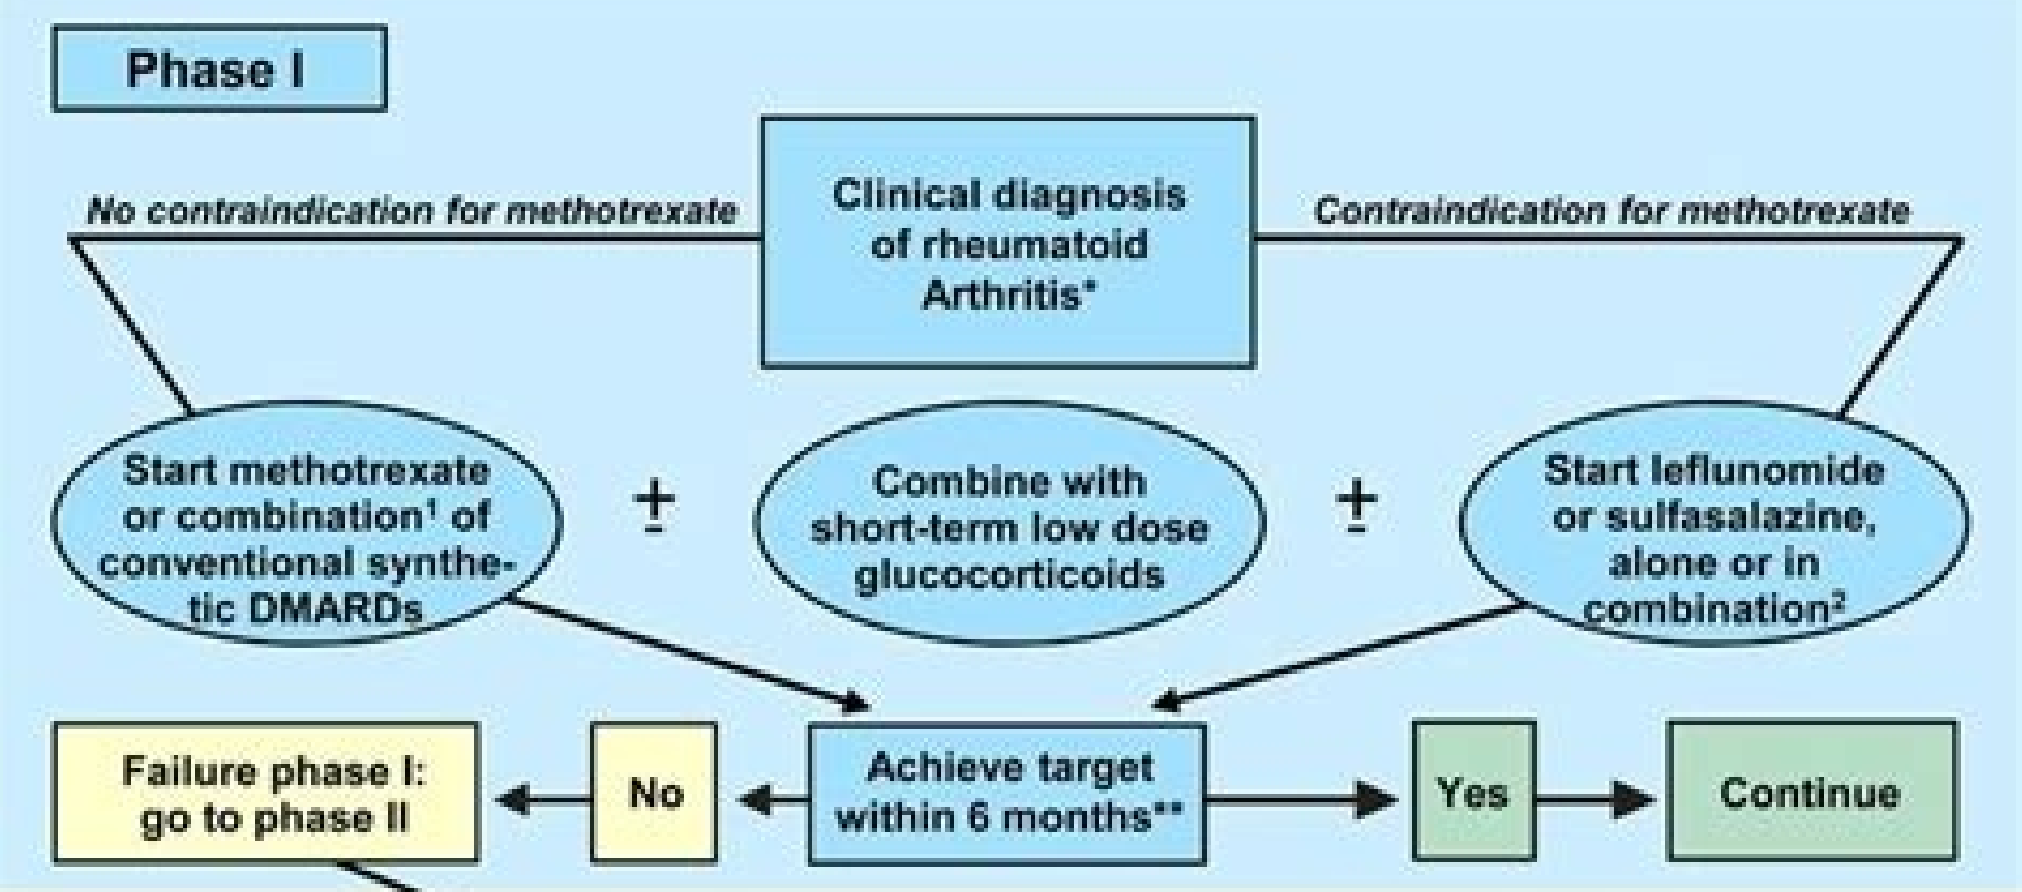 Phase I
Clinical diagnosis
of rheumatoid
Arthritis*
No contraindication for methotrexate
Contraindication for methotrexate
Start methotrexate
or combination¹ of
conventional synthe-
tic DMARDs
±
Combine with
short-term low dose
glucocorticoids
±
Start leflunomide
or sulfasalazine,
alone or in
combination²
Failure phase I:
go to phase II
No
Achieve target
within 6 months**
Yes
Continue